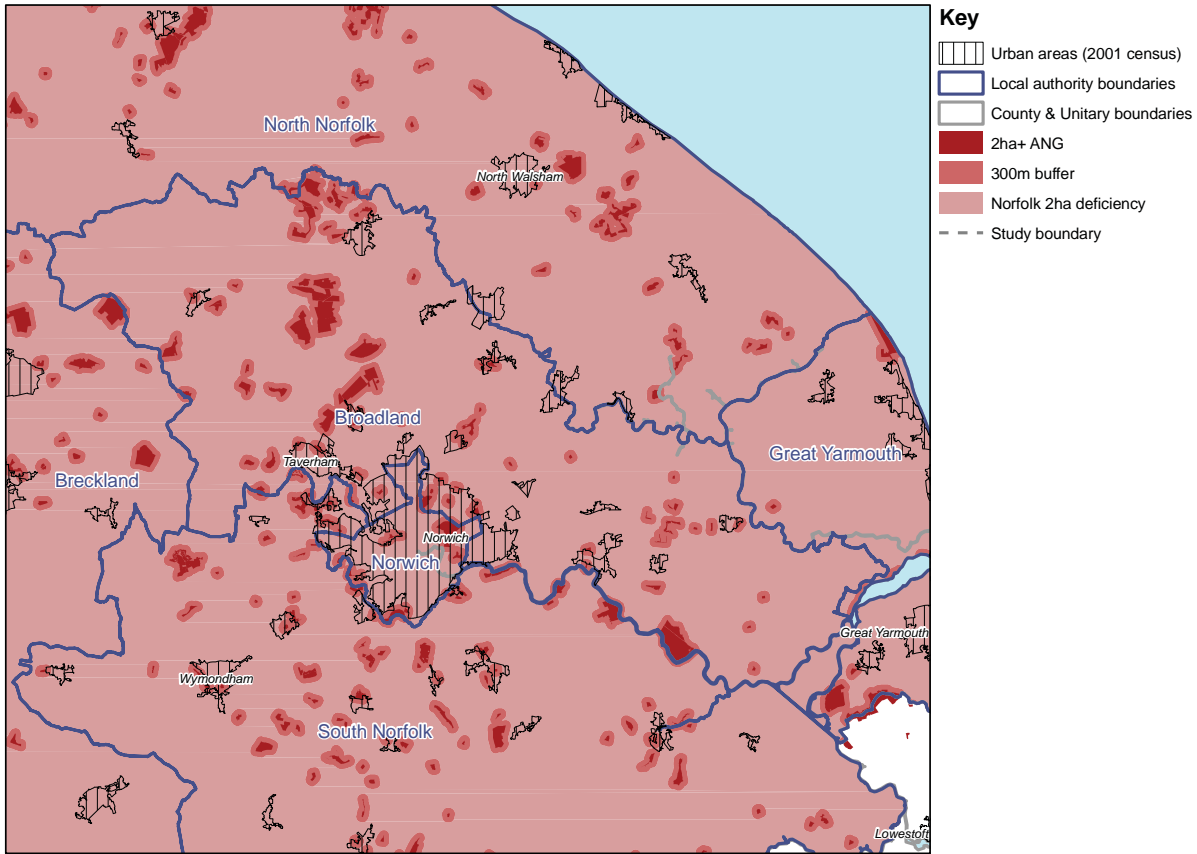 Key
Urban areas (2001 census)
Local authority boundaries
County & Unitary boundaries
2ha+ ANG
300m buffer
Norfolk 2ha deficiency
Study boundary
North Norfolk
North Walsham
Broadland
Taverham
Great Yarmouth
Breckland
Norwich
Norwich
Great Yarmouth
Wymondham
South Norfolk
Lowestoft